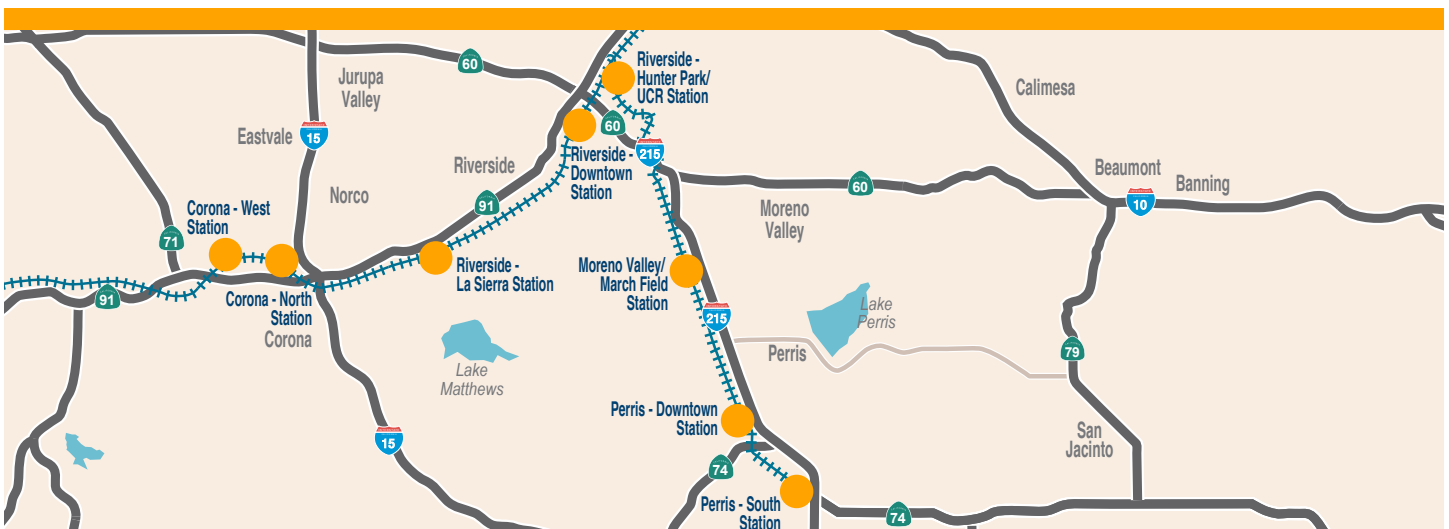 Riverside -
Hunter Park/
UCR Station
60
Jurupa
Valley
Calimesa
15
Eastvale
60
215
Riverside -
Downtown
Station
Riverside
Beaumont
Banning
60
10
Norco
91
Corona - West
Station
Moreno
Valley
71
Riverside -
La Sierra Station
Moreno Valley/
March Field
Station
91
Corona - North
Station
Corona
Lake
Perris
215
Perris
79
Lake
Matthews
Perris - Downtown
Station
15
San
Jacinto
74
Perris - South
Station
74